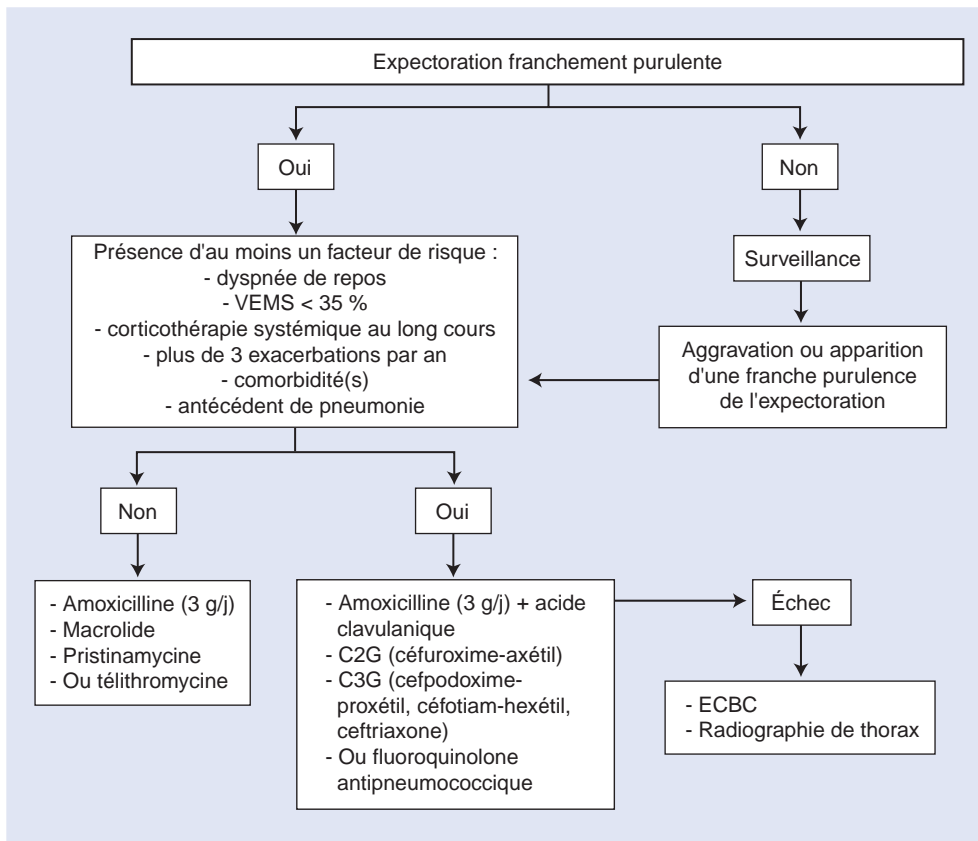 Expectoration franchement purulente
Oui
Non
Présence d'au moins un facteur de risque :
- dyspnée de repos
- VEMS < 35 %
- corticothérapie systémique au long cours
- plus de 3 exacerbations par an
- comorbidité(s)
- antécédent de pneumonie
Surveillance
Aggravation ou apparition
d'une franche purulence
de l'expectoration
Non
Oui
- Amoxicilline (3 g/j)
- Macrolide
- Pristinamycine
- Ou télithromycine
- Amoxicilline (3 g/j) + acide
clavulanique
- C2G (céfuroxime-axétil)
- C3G (cefpodoxime-
proxétil, céfotiam-hexétil,
ceftriaxone)
- Ou fluoroquinolone
antipneumococcique
Échec
- ECBC
- Radiographie de thorax